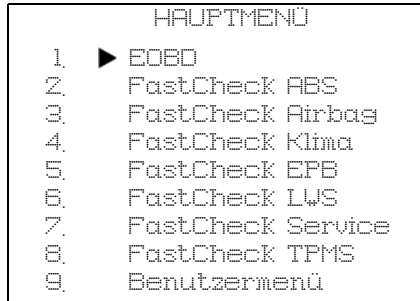 HAUPTMENÜ
1. ▶ EOBD
2. FastCheck ABS
3. FastCheck Airbag
4. FastCheck Klima
5. FastCheck EPB
6. FastCheck LWS
7. FastCheck Service
8. FastCheck TPMS
9. Benutzermenü